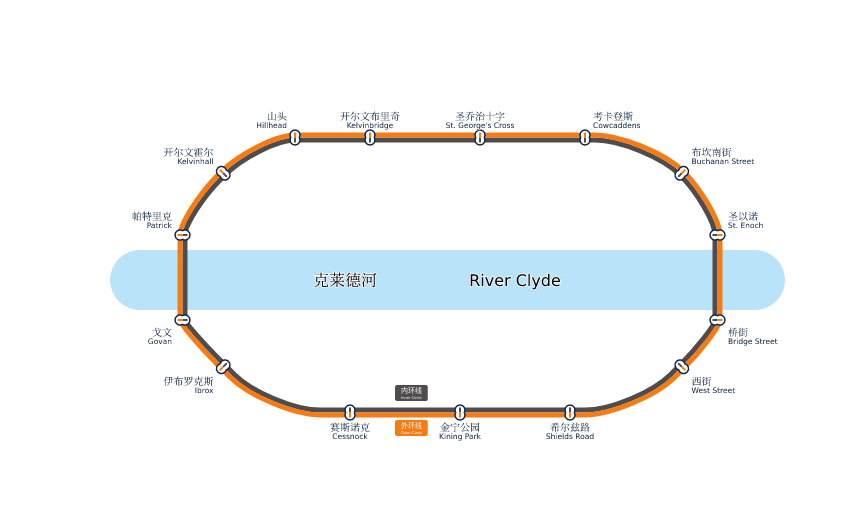 山头
Hillhead
开尔文布里奇
Kelvinbridge
圣乔治十字
St. George's Cross
考卡登斯
Cowcaddens
开尔文霍尔
Kelvinhall
布坎南街
Buchanan Street
帕特里克
Patrick
圣以诺
St. Enoch
克莱德河
River Clyde
戈文
Govan
桥街
Bridge Street
伊布罗克斯
Ibrox
西街
West Street
内环线
Inner Circle
外环线
Outer Circle
赛斯诺克
Cessnock
金宁公园
Kining Park
希尔兹路
Shields Road